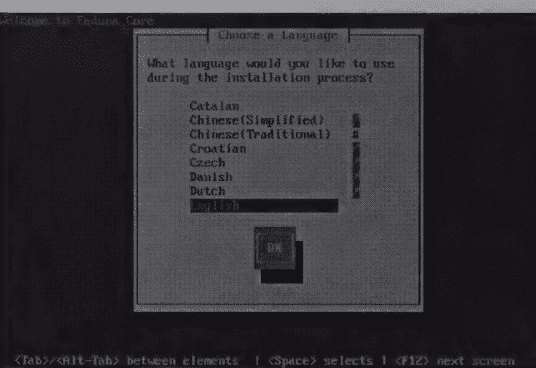 Welcome to Fedora Core
Choose a Language
What language would you like to use
during the installation process?
Catalan
Chinese(Simplified)
Chinese(Traditional)
Croatian
Czech
Danish
Dutch
English
OK
<Tab>/<Alt-Tab> between elements | <Space> selects | <F12> next screen